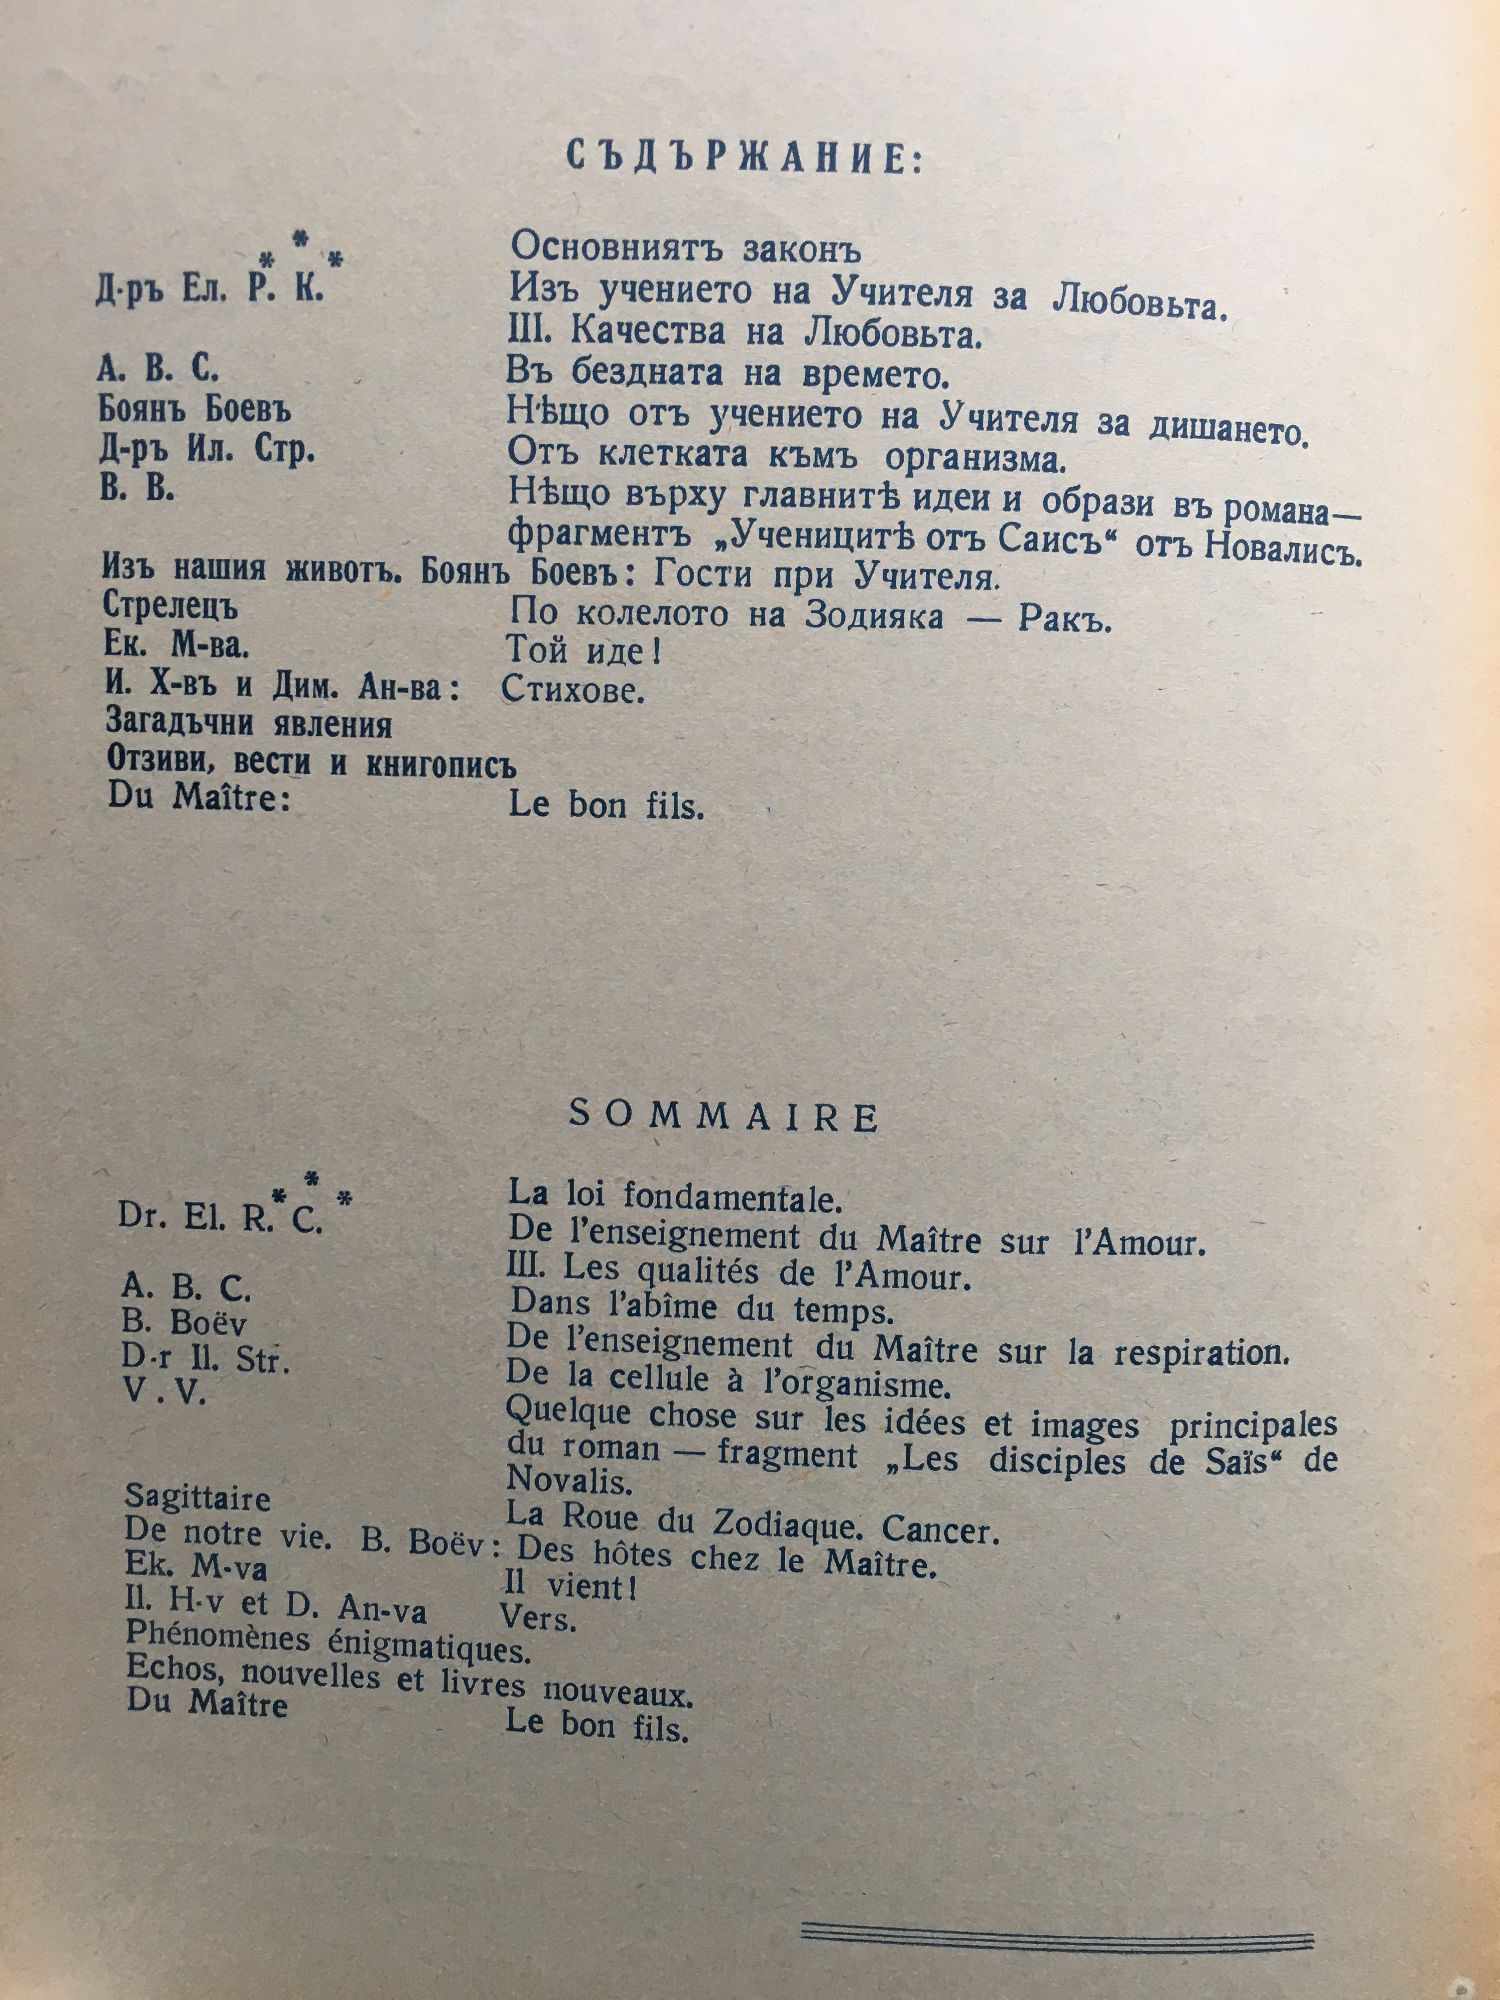 СЪДЪРЖАНИЕ:
* * * Основниятъ законъ
Д-ръ Ел. Р. К. Изъ учението на Учителя за Любовьта.
III. Качества на Любовьта.
А. В. С. Въ бездната на времето.
Боянъ Боевъ Нѣщо отъ учението на Учителя за дишането.
Д-ръ Ил. Стр. Отъ клетката къмъ организма.
В. В. Нѣщо върху главнитѣ идеи и образи въ романа—
фрагментъ „Ученицитѣ отъ Саисъ“ отъ Новалисъ.
Изъ нашия животъ. Боянъ Боевъ: Гости при Учителя.
Стрелецъ По колелото на Зодияка — Ракъ.
Ек. М-ва. Той иде!
И. Х-въ и Дим. Ан-ва: Стихове.
Загадъчни явления
Отзиви, вести и книгописъ
Du Maître: Le bon fils.
SOMMAIRE
* * * La loi fondamentale.
Dr. El. R. C. De l'enseignement du Maître sur l'Amour.
III. Les qualités de l'Amour.
A. B. C. Dans l'abîme du temps.
B. Boëv De l'enseignement du Maître sur la respiration.
D-r Il. Str. De la cellule à l'organisme.
V. V. Quelque chose sur les idées et images principales
du roman — fragment „Les disciples de Saïs“ de
Novalis.
Sagittaire La Roue du Zodiaque. Cancer.
De notre vie. B. Boëv: Des hôtes chez le Maître.
Ek. M-va Il vient!
Il. H-v et D. An-va Vers.
Phénomènes énigmatiques.
Echos, nouvelles et livres nouveaux.
Du Maître Le bon fils.